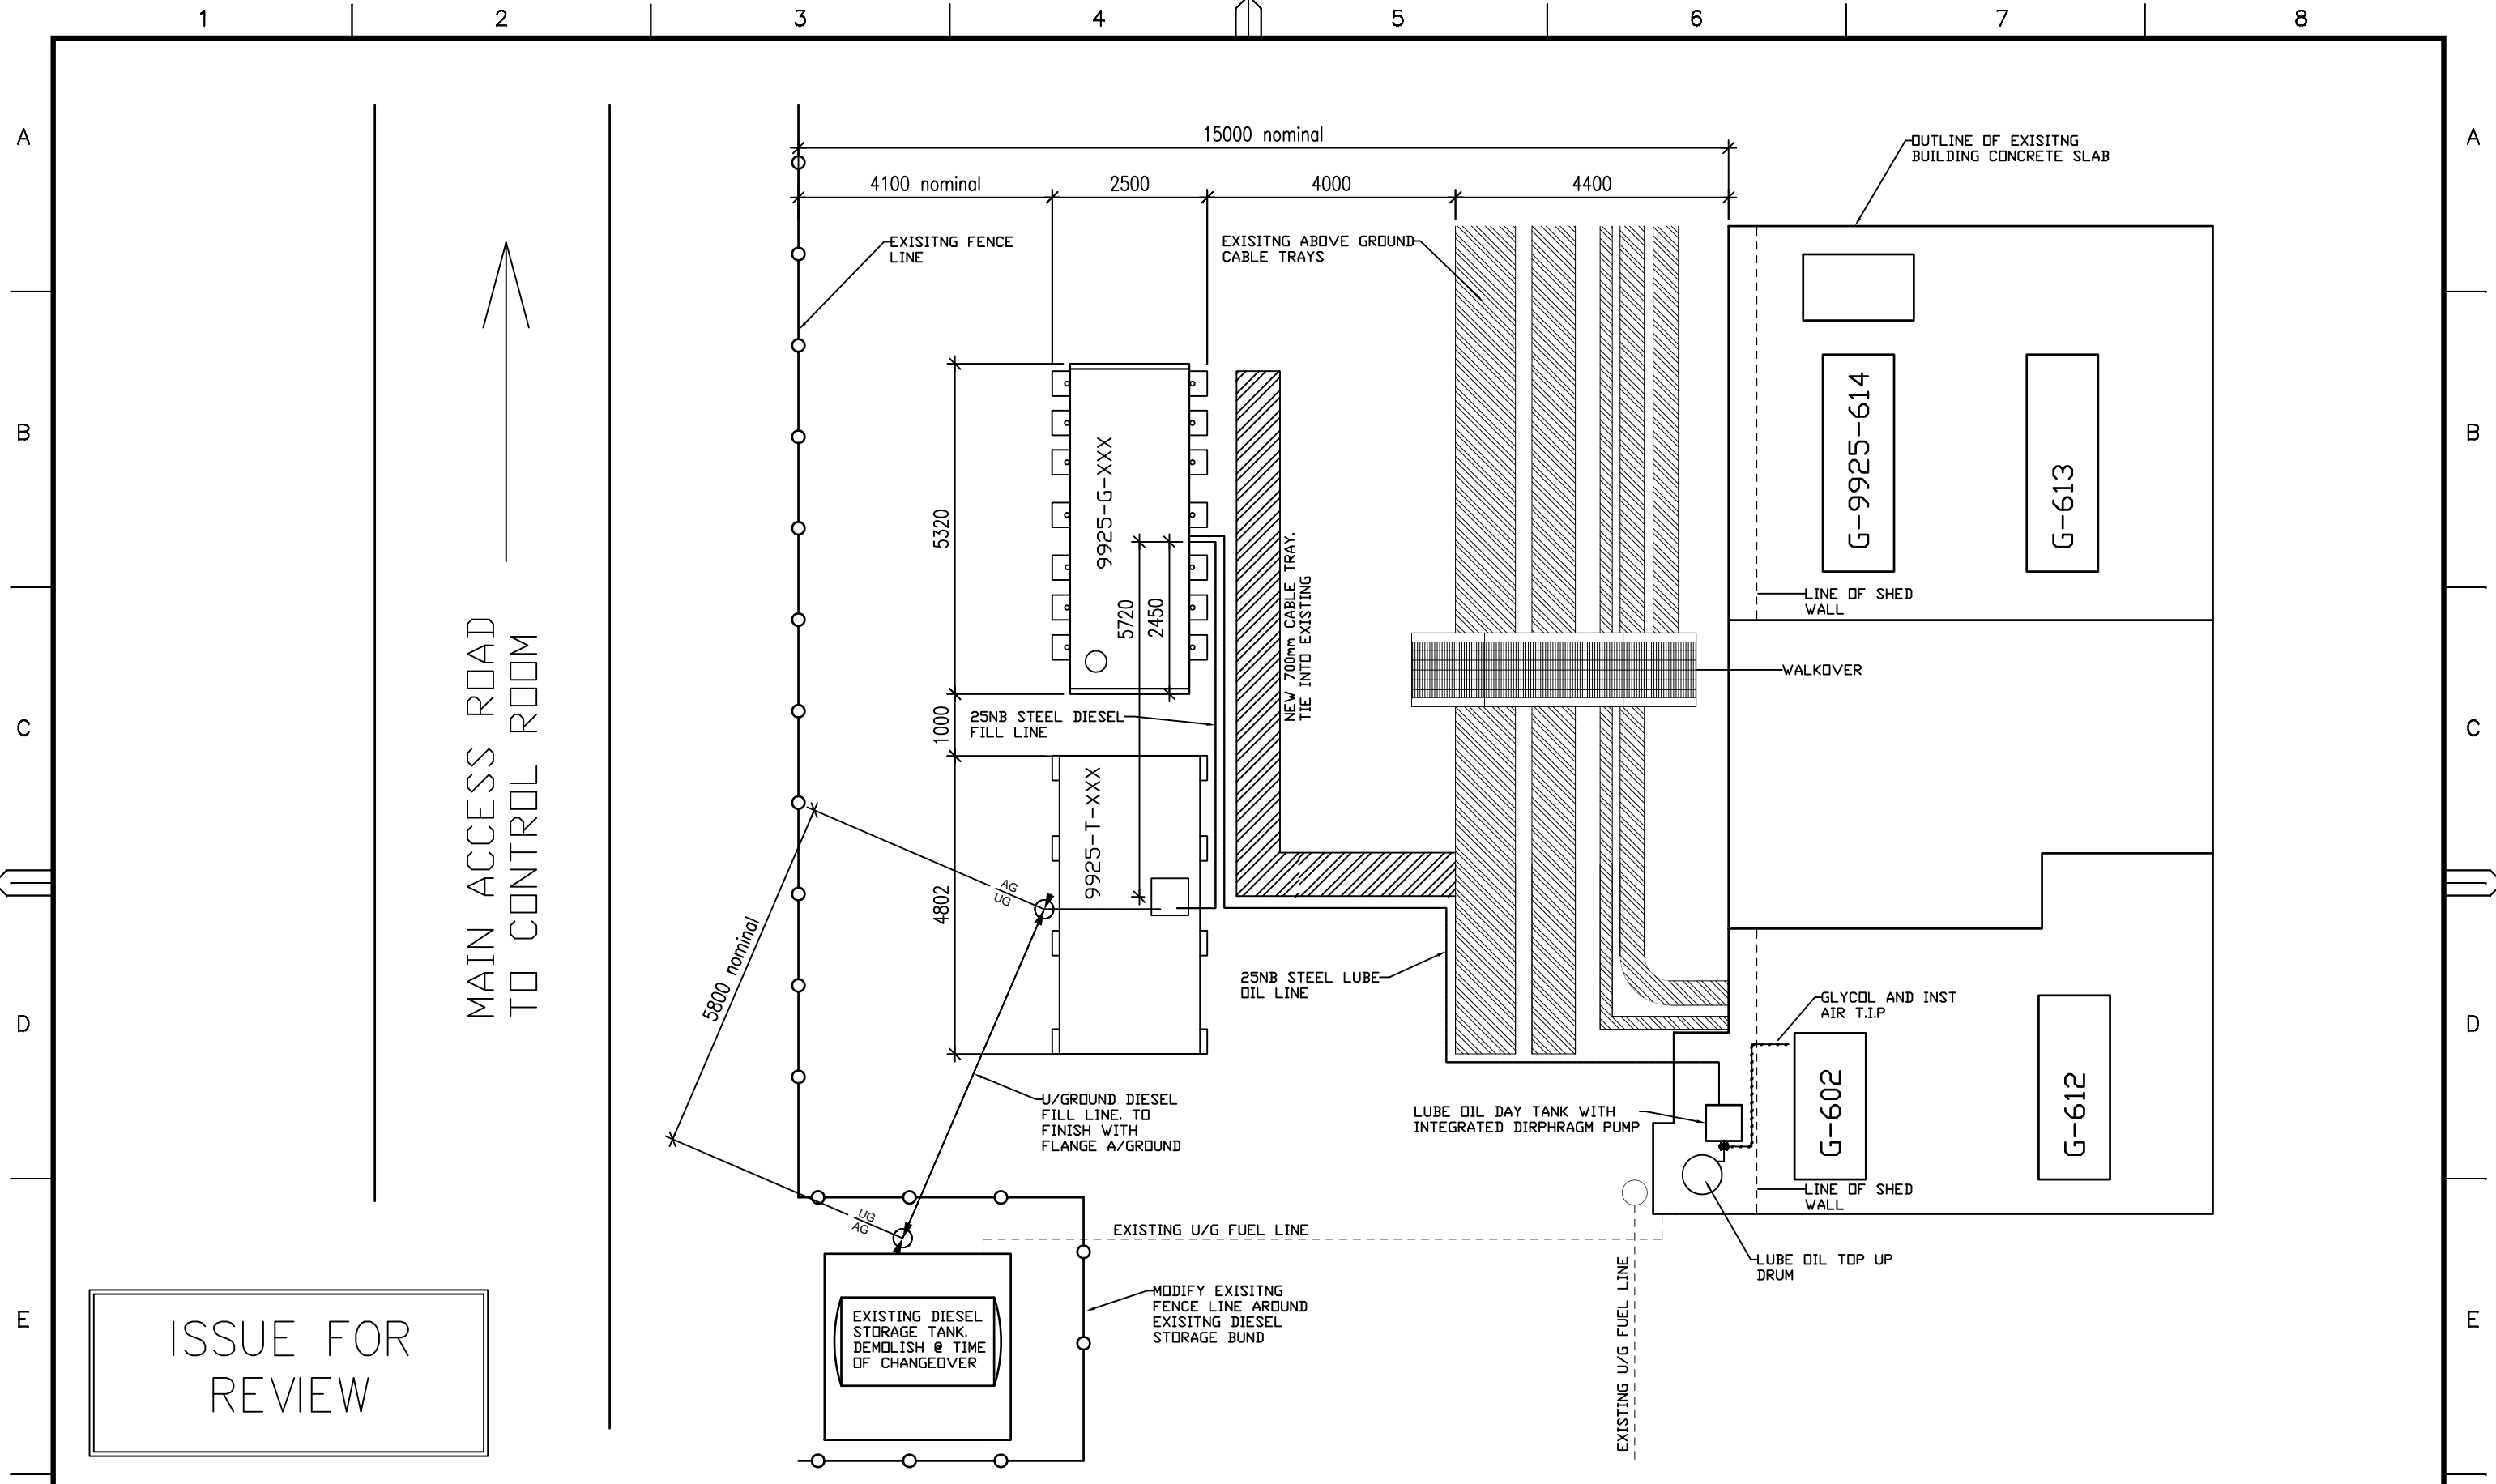 1 2 3 4 5 6 7 8
A A
15000 nominal
OUTLINE OF EXISITNG
BUILDING CONCRETE SLAB
4100 nominal 2500 4000 4400
EXISITNG FENCE
LINE
EXISITNG ABOVE GROUND
CABLE TRAYS
B B
9925-G-XXX
G-9925-614
G-613
5320
5720
2450
NEW 700mm CABLE TRAY.
TIE INTO EXISTING
LINE OF SHED
WALL
WALKOVER
MAIN ACCESS ROAD
TO CONTROL ROOM
C C
1000
25NB STEEL DIESEL
FILL LINE
9925-T-XXX
AG
UG
4802
5800 nominal
25NB STEEL LUBE
OIL LINE
GLYCOL AND INST
AIR T.I.P
D D
U/GROUND DIESEL
FILL LINE. TO
FINISH WITH
FLANGE A/GROUND
LUBE OIL DAY TANK WITH
INTEGRATED DIRPHRAGM PUMP
G-602
G-612
LINE OF SHED
WALL
UG
AG
EXISTING U/G FUEL LINE
EXISTING U/G FUEL LINE
LUBE OIL TOP UP
DRUM
MODIFY EXISITNG
FENCE LINE AROUND
EXISITNG DIESEL
STORAGE BUND
E E
EXISTING DIESEL
STORAGE TANK.
DEMOLISH @ TIME
OF CHANGEOVER
ISSUE FOR
REVIEW